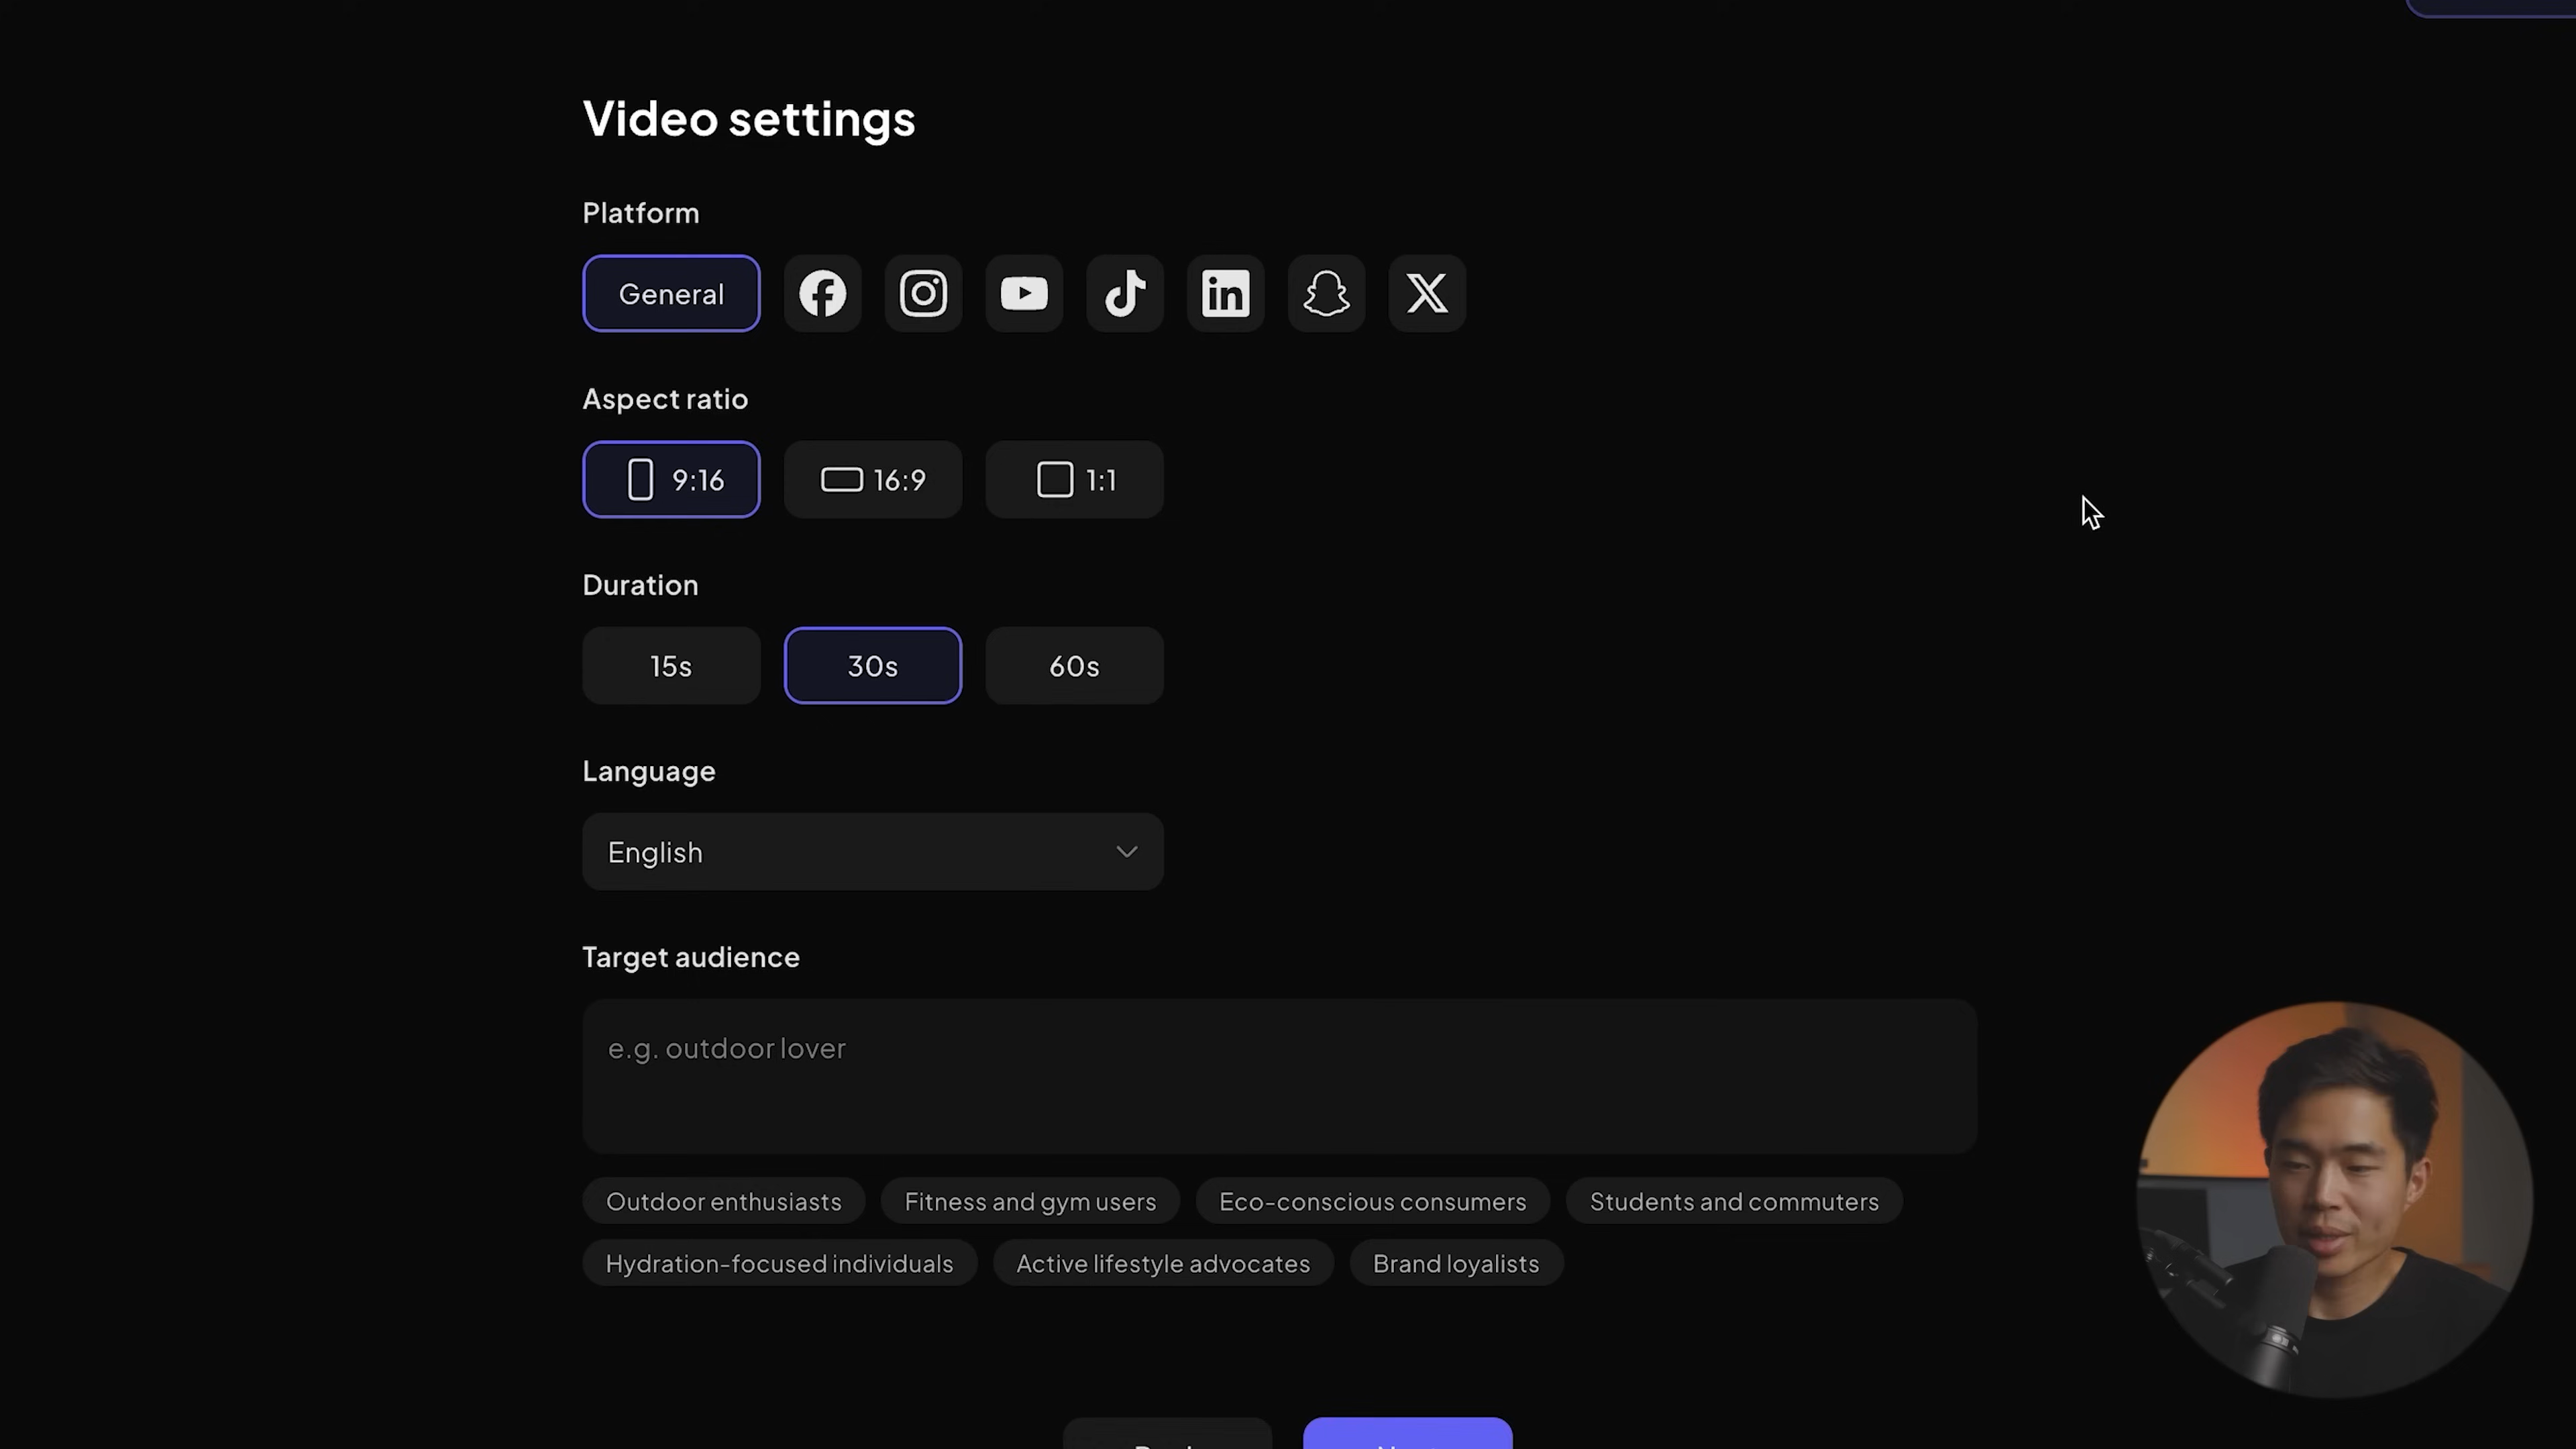 Video settings
Platform
General
Aspect ratio
9:16 16:9 1:1
Duration
15s 30s 60s
Language
English
Target audience
e.g. outdoor lover
Outdoor enthusiasts Fitness and gym users Eco-conscious consumers Students and commuters
Hydration-focused individuals Active lifestyle advocates Brand loyalists